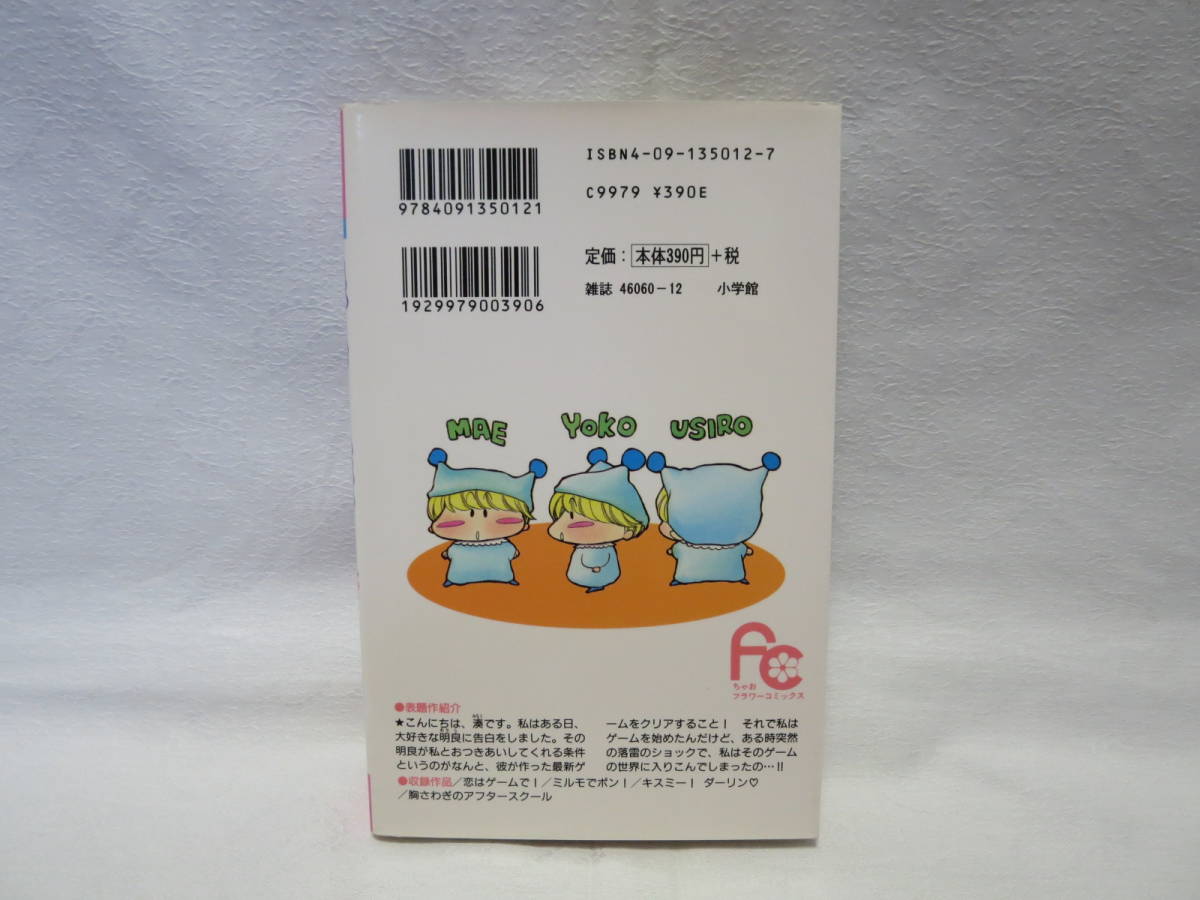 ISBN4-09-135012-7
C9979 ¥390E
9784091350121
定価：本体390円＋税
雑誌 46060－12 小学館
1929979003906
MAE YOKO USIRO
FC
ちゃお
フラワーコミックス
●表題作紹介
★こんにちは、湊です。私はある日、
大好きな明良に告白をしました。その
明良が私とおつきあいしてくれる条件
というのがなんと、彼が作った最新ゲ
ームをクリアすること！ それで私は
ゲームを始めたんだけど、ある時突然
の落雷のショックで、私はそのゲーム
の世界に入りこんでしまったの…!!
●収録作品／恋はゲームで！／ミルモでポン！／キスミー！ ダーリン♡
／胸さわぎのアフタースクール